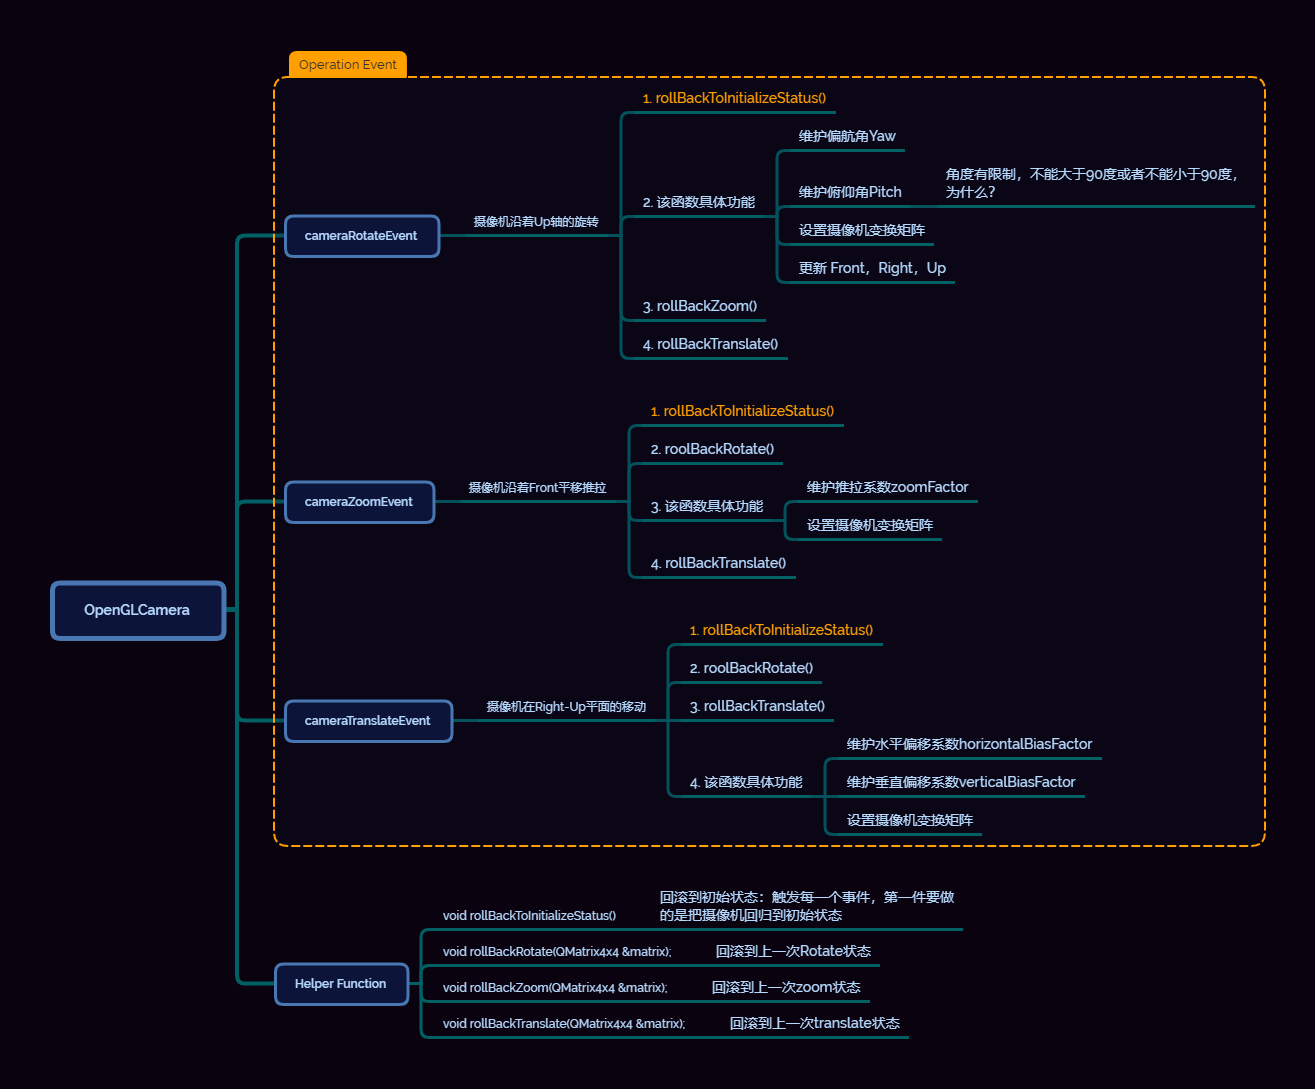 Operation Event
1. rollBackToInitializeStatus()
维护偏航角Yaw
角度有限制，不能大于90度或者不能小于90度，
为什么？
维护俯仰角Pitch
2. 该函数具体功能
摄像机沿着Up轴的旋转
cameraRotateEvent
设置摄像机变换矩阵
更新 Front，Right，Up
3. rollBackZoom()
4. rollBackTranslate()
1. rollBackToInitializeStatus()
2. roolBackRotate()
cameraZoomEvent
摄像机沿着Front平移推拉
维护推拉系数zoomFactor
3. 该函数具体功能
设置摄像机变换矩阵
4. rollBackTranslate()
OpenGLCamera
1. rollBackToInitializeStatus()
2. roolBackRotate()
cameraTranslateEvent
摄像机在Right-Up平面的移动
3. rollBackTranslate()
维护水平偏移系数horizontalBiasFactor
4. 该函数具体功能
维护垂直偏移系数verticalBiasFactor
设置摄像机变换矩阵
Helper Function
void rollBackToInitializeStatus()
回滚到初始状态：触发每一个事件，第一件要做
的是把摄像机回归到初始状态
void rollBackRotate(QMatrix4x4 &matrix); 回滚到上一次Rotate状态
void rollBackZoom(QMatrix4x4 &matrix); 回滚到上一次zoom状态
void rollBackTranslate(QMatrix4x4 &matrix); 回滚到上一次translate状态